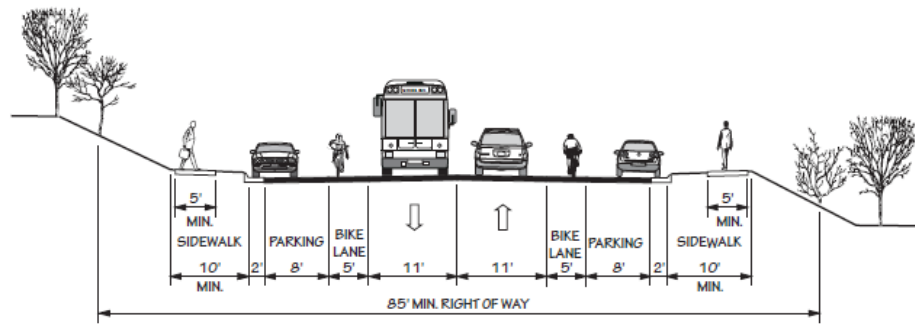 5'
MIN.
SIDEWALK
10'
MIN.
2'
PARKING
8'
BIKE
LANE
5'
11'
11'
BIKE
LANE
5'
PARKING
8'
2'
5'
MIN.
SIDEWALK
10'
MIN.
85' MIN. RIGHT OF WAY